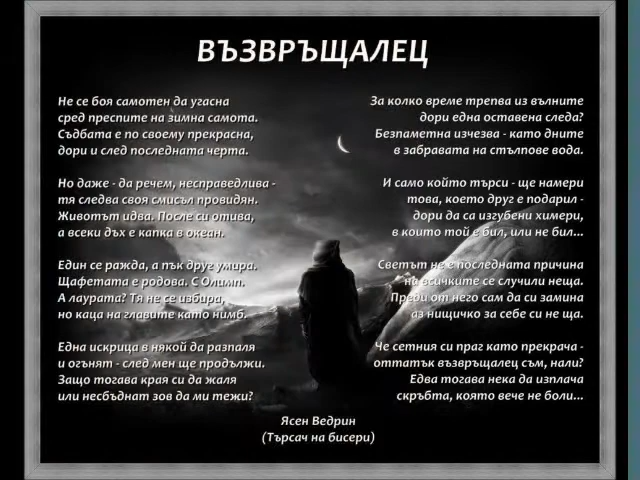 ВЪЗВРЪЩАЛЕЦ
Не се боя самотен да угасна
сред преспите на зимна самота.
Съдбата е по своему прекрасна,
дори и след последната черта.
Но даже - да речем, несправедлива -
тя следва своя смисъл провидян.
Животът идва. После си отива,
а всеки дъх е капка в океан.
Един се ражда, а пък друг умира.
Щафетата е родова. С Олимп.
А лаурата? Тя не се избира,
но каца на главите като нимб.
Една искрица в някой да разпаля
и огънят - след мен ще продължи.
Защо тогава края си да жаля
или несбъднат зов да ми тежи?
За колко време трепва из вълните
дори една оставена следа?
Безпаметна изчезва - като дните
в забравата на стълпове вода.
И само който търси - ще намери
това, което друг е подарил -
дори да са изгубени химери,
в които той е бил, или не бил...
Светът не е последната причина
на всичките се случили неща.
Преди от него сам да си замина
аз нищичко за себе си не ща.
Че сетния си праг като прекрача -
оттатък възвръщалец съм, нали?
Едва тогава нека да изплача
скръбта, която вече не боли...
Ясен Ведрин
(Търсач на бисери)